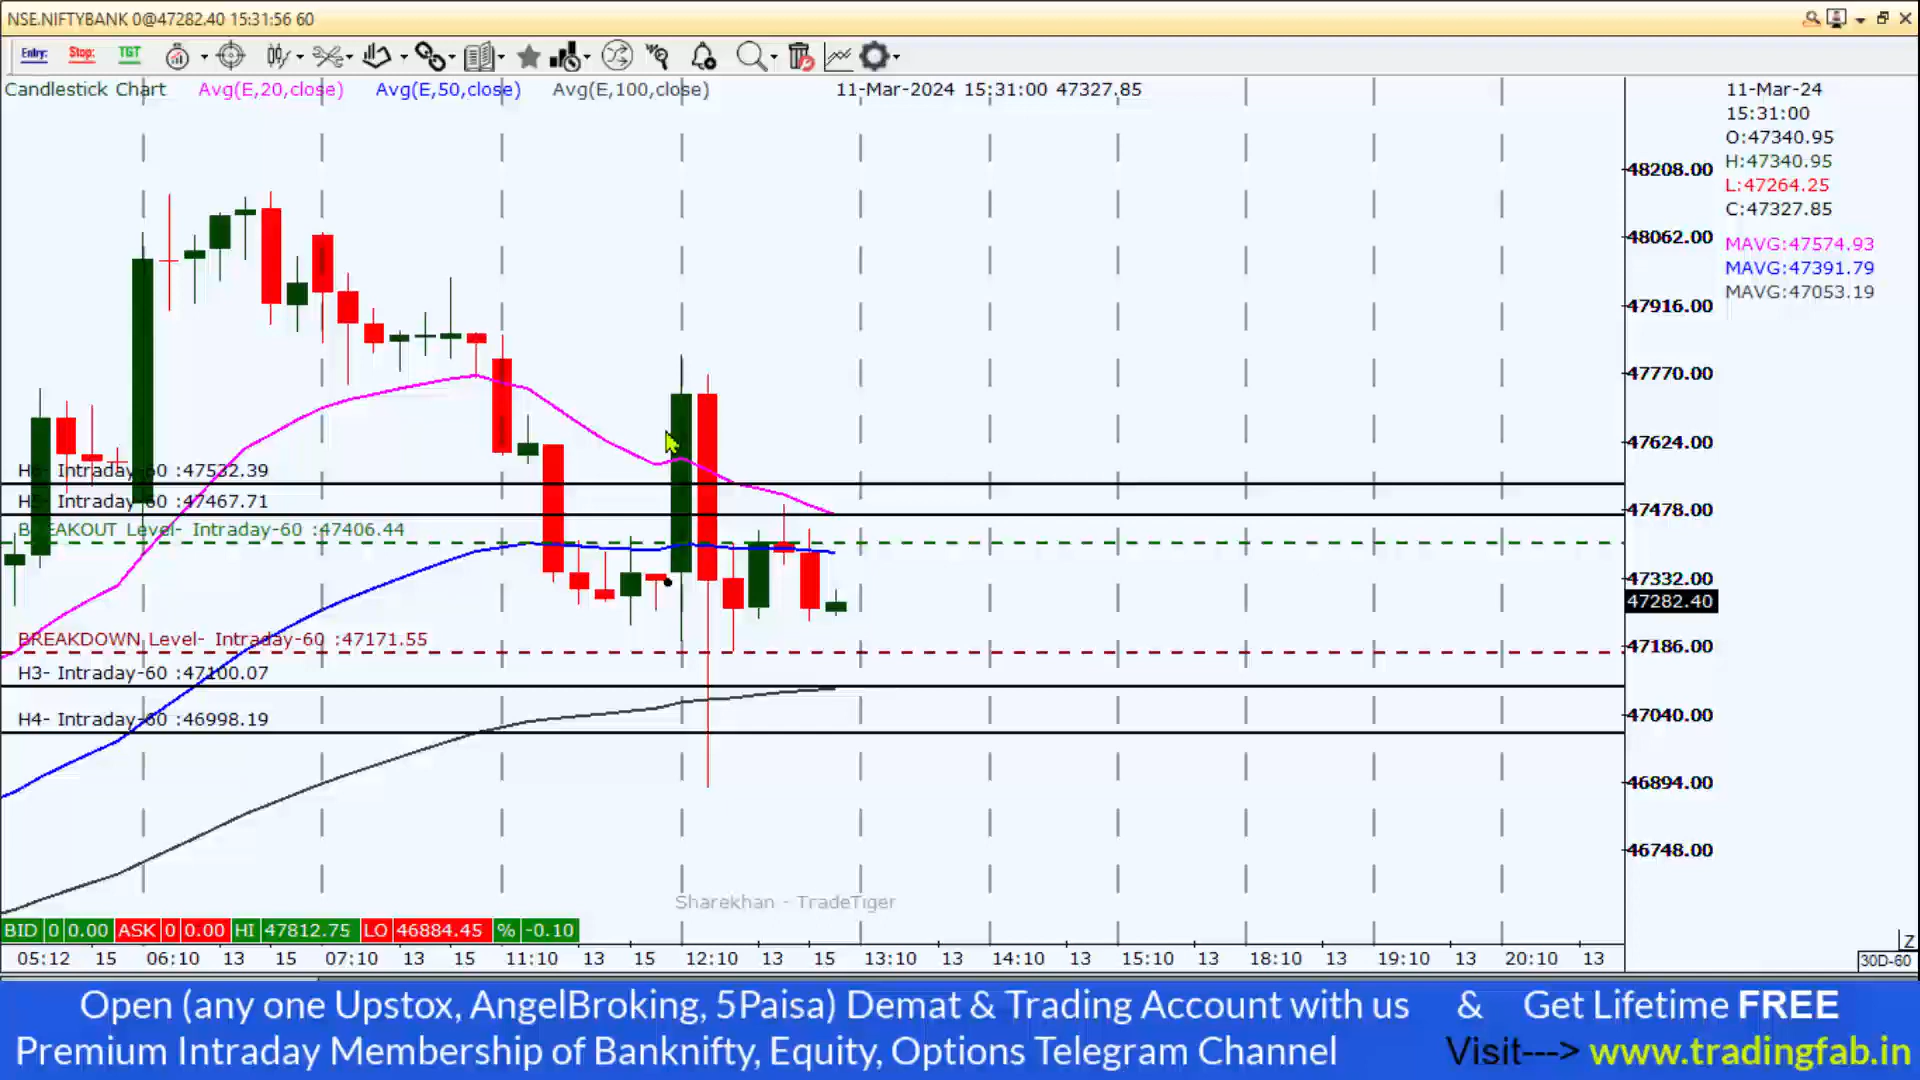 NSE.NIFTYBANK 0@47282.40 15:31:56 60
Entry: Stop: TGT
Candlestick Chart Avg(E,20,close) Avg(E,50,close) Avg(E,100,close) 11-Mar-2024 15:31:00 47327.85
11-Mar-24
15:31:00
O:47340.95
H:47340.95
L:47264.25
C:47327.85
MAVG:47574.93
MAVG:47391.79
MAVG:47053.19
48208.00
48062.00
47916.00
47770.00
47624.00
47478.00
47332.00
47282.40
47186.00
47040.00
46894.00
46748.00
H6- Intraday-60 :47532.39
H5- Intraday-60 :47467.71
BREAKOUT Level- Intraday-60 :47406.44
BREAKDOWN Level- Intraday-60 :47171.55
H3- Intraday-60 :47100.07
H4- Intraday-60 :46998.19
Sharekhan - TradeTiger
BID 0 0.00 ASK 0 0.00 HI 47812.75 LO 46884.45 % -0.10
Z
05:12 15 06:10 13 15 07:10 13 15 11:10 13 15 12:10 13 15 13:10 13 14:10 13 15:10 13 18:10 13 19:10 13 20:10 13
30D-60
Open (any one Upstox, AngelBroking, 5Paisa) Demat & Trading Account with us & Get Lifetime FREE
Premium Intraday Membership of Banknifty, Equity, Options Telegram Channel Visit---> www.tradingfab.in